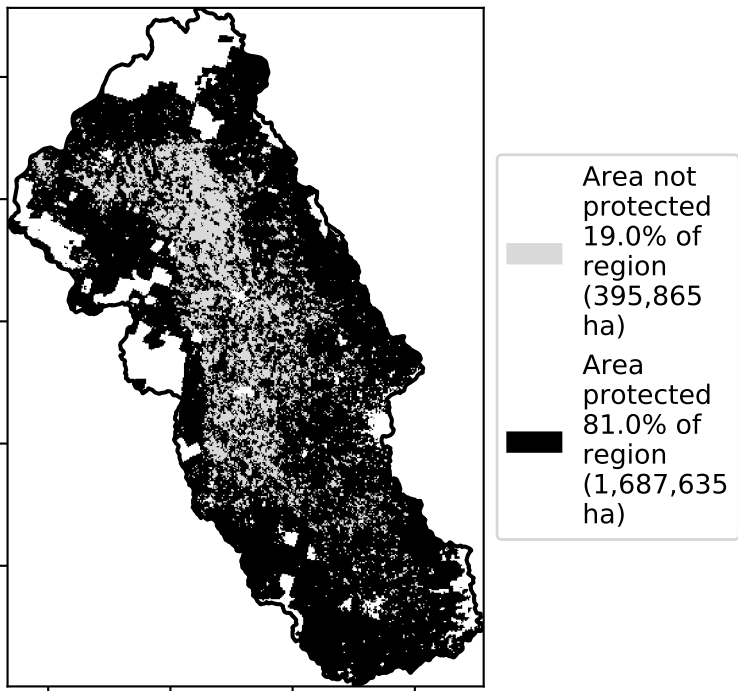 Area not
protected
19.0% of
region
(395,865
ha)
Area
protected
81.0% of
region
(1,687,635
ha)